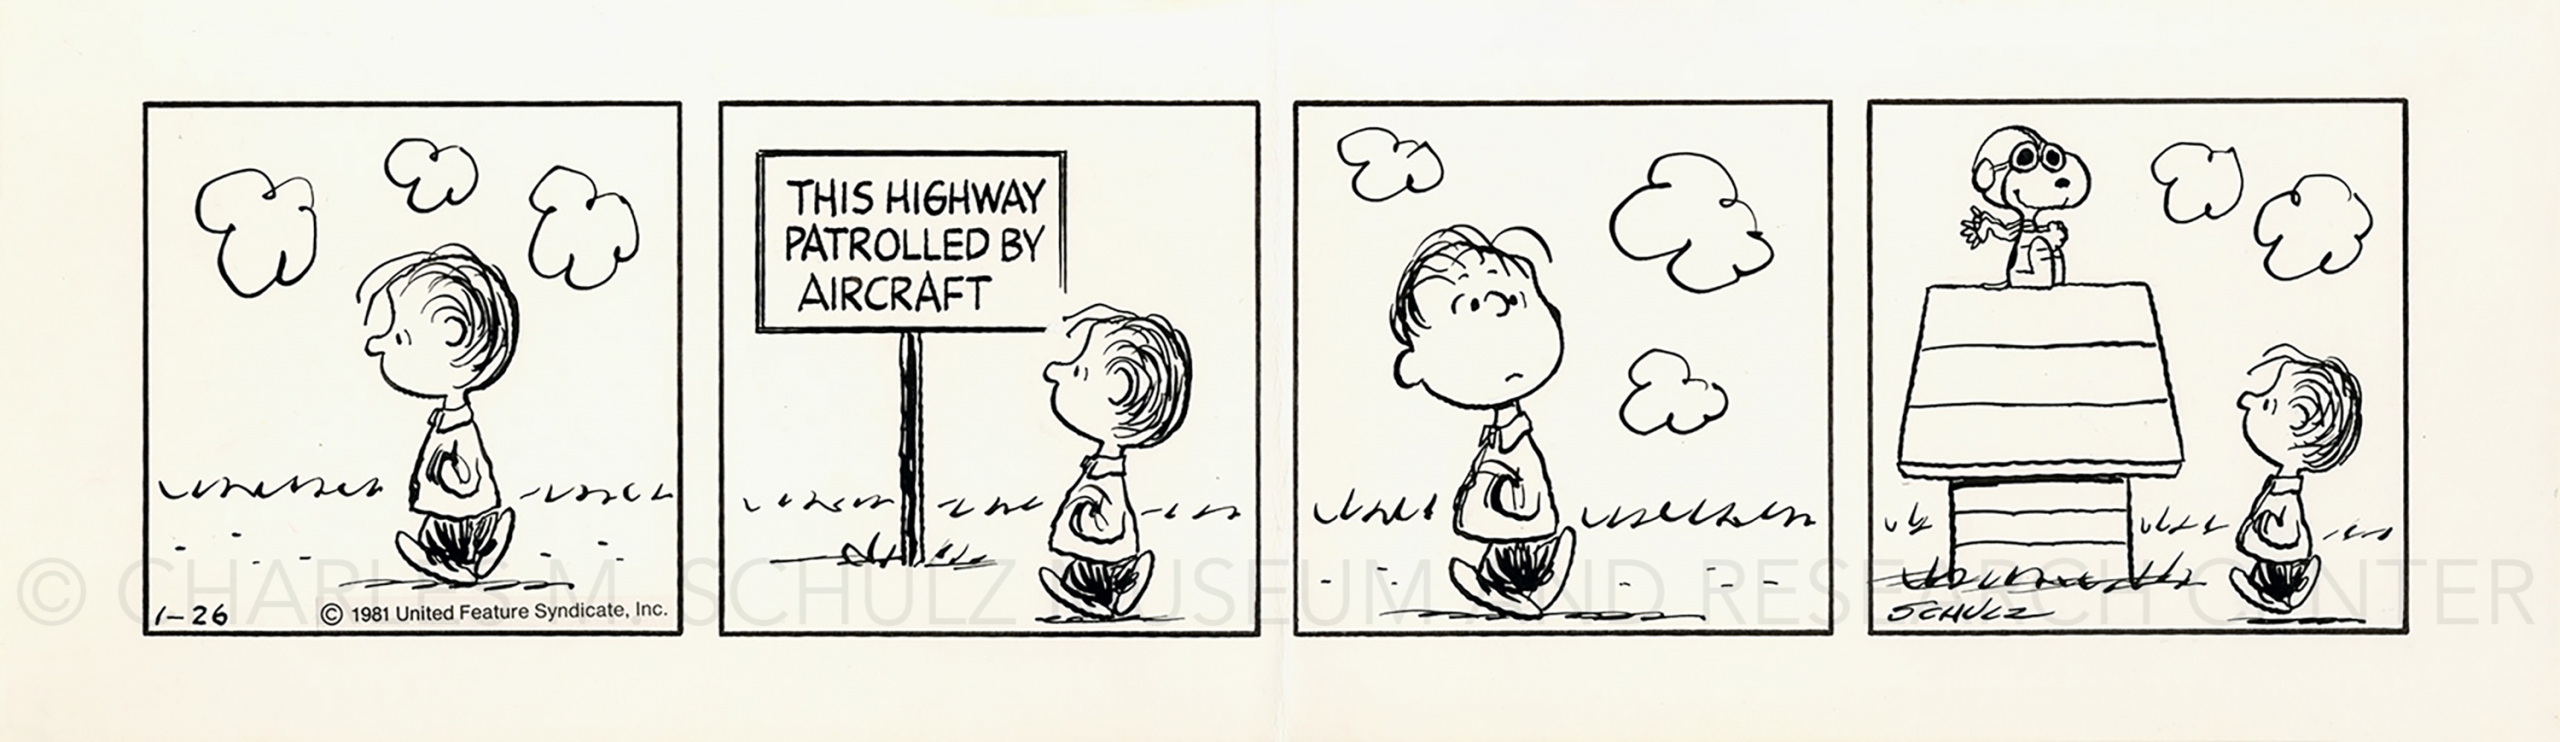 THIS HIGHWAY
PATROLLED BY
AIRCRAFT
1-26
© 1981 United Feature Syndicate, Inc.
SCHULZ
© CHARLES M. SCHULZ MUSEUM AND RESEARCH CENTER